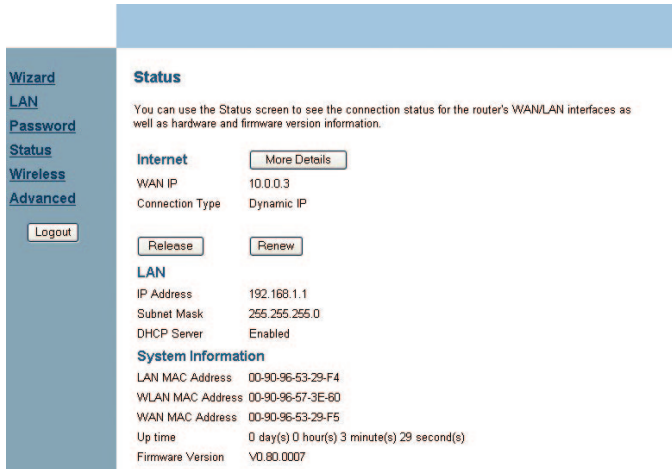 Wizard
LAN
Password
Status
Wireless
Advanced
Logout
Status
You can use the Status screen to see the connection status for the router's WAN/LAN interfaces as
well as hardware and firmware version information.
Internet More Details
WAN IP 10.0.0.3
Connection Type Dynamic IP
Release Renew
LAN
IP Address 192.168.1.1
Subnet Mask 255.255.255.0
DHCP Server Enabled
System Information
LAN MAC Address 00-90-96-53-29-F4
WLAN MAC Address 00-90-96-57-3E-60
WAN MAC Address 00-90-96-53-29-F5
Up time 0 day(s) 0 hour(s) 3 minute(s) 29 second(s)
Firmware Version V0.80.0007